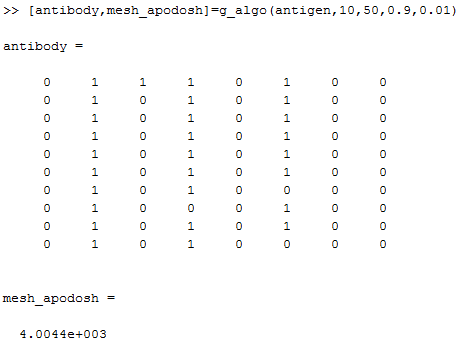 >> [antibody,mesh_apodosh]=g_algo(antigen,10,50,0.9,0.01)
antibody =
0 1 1 1 0 1 0 0
0 1 0 1 0 1 0 0
0 1 0 1 0 1 0 0
0 1 0 1 0 1 0 0
0 1 0 1 0 1 0 0
0 1 0 1 0 1 0 0
0 1 0 1 0 0 0 0
0 1 0 0 0 1 0 0
0 1 0 1 0 1 0 0
0 1 0 1 0 0 0 0
mesh_apodosh =
4.0044e+003